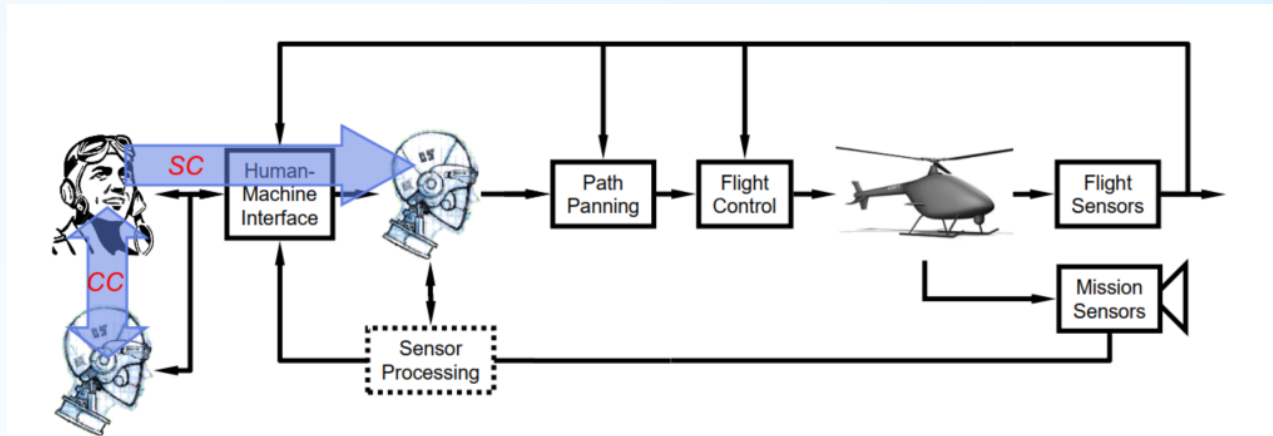 SC
Human-
Machine
Interface
Path
Panning
Flight
Control
Flight
Sensors
CC
Mission
Sensors
Sensor
Processing